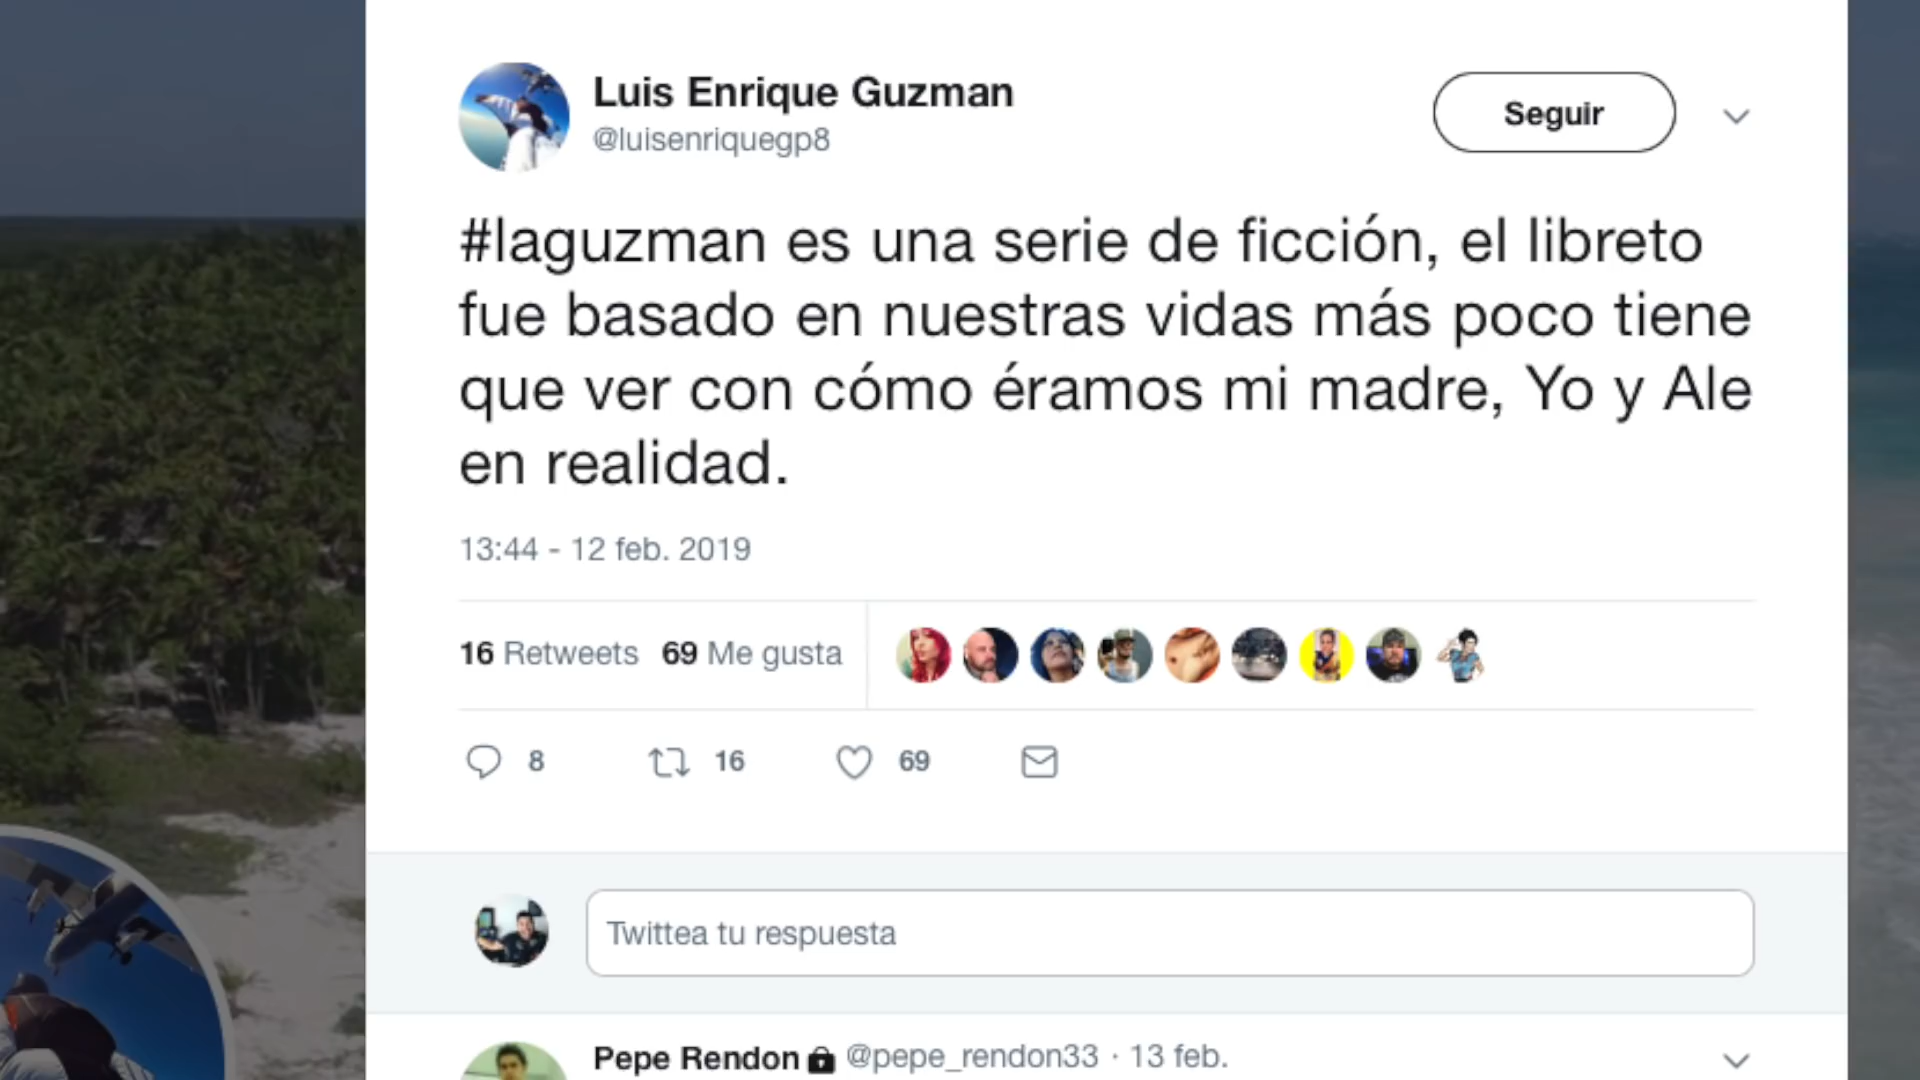 Luis Enrique Guzman
@luisenriquegp8
Seguir
#laguzman es una serie de ficción, el libreto
fue basado en nuestras vidas más poco tiene
que ver con cómo éramos mi madre, Yo y Ale
en realidad.
13:44 - 12 feb. 2019
16 Retweets 69 Me gusta
8 16 69
Twittea tu respuesta
Pepe Rendon @pepe_rendon33 · 13 feb.